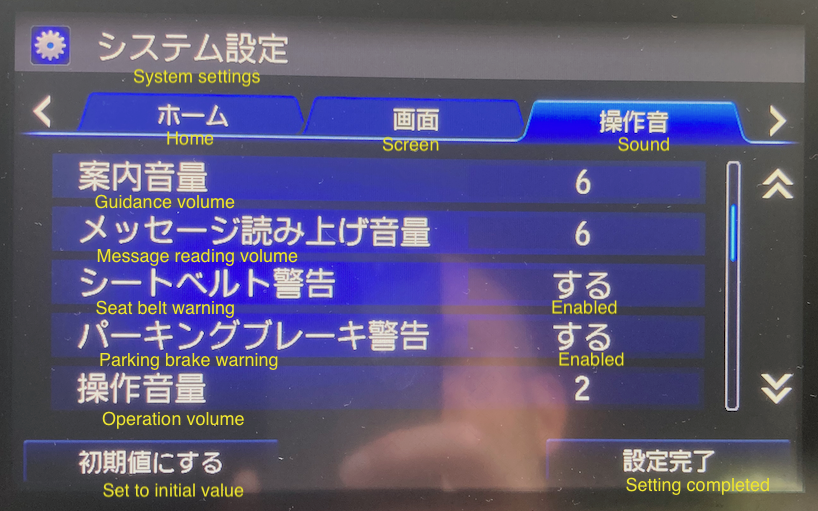 システム設定
System settings
ホーム 画面 操作音
Home Screen Sound
案内音量 6
Guidance volume
メッセージ読み上げ音量 6
Message reading volume
シートベルト警告 する
Seat belt warning Enabled
パーキングブレーキ警告 する
Parking brake warning Enabled
操作音量 2
Operation volume
初期値にする 設定完了
Set to initial value Setting completed